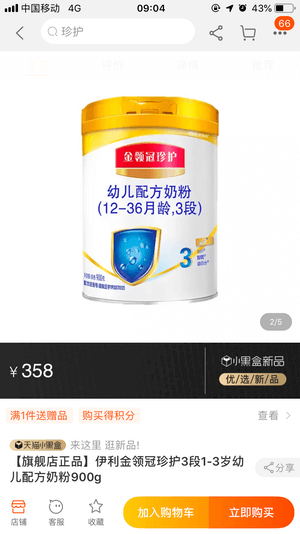 中国移动 4G 09:04 43%
珍护
66
金领冠珍护
幼儿配方奶粉
(12-36月龄,3段)
3
2/5
¥358
小黑盒新品
优/选/新/品
满1件送赠品 购买得积分 查看
天猫小黑盒 来这里 逛新品!
【旗舰店正品】伊利金领冠珍护3段1-3岁幼
儿配方奶粉900g
分享
店铺 客服 收藏 加入购物车 立即购买